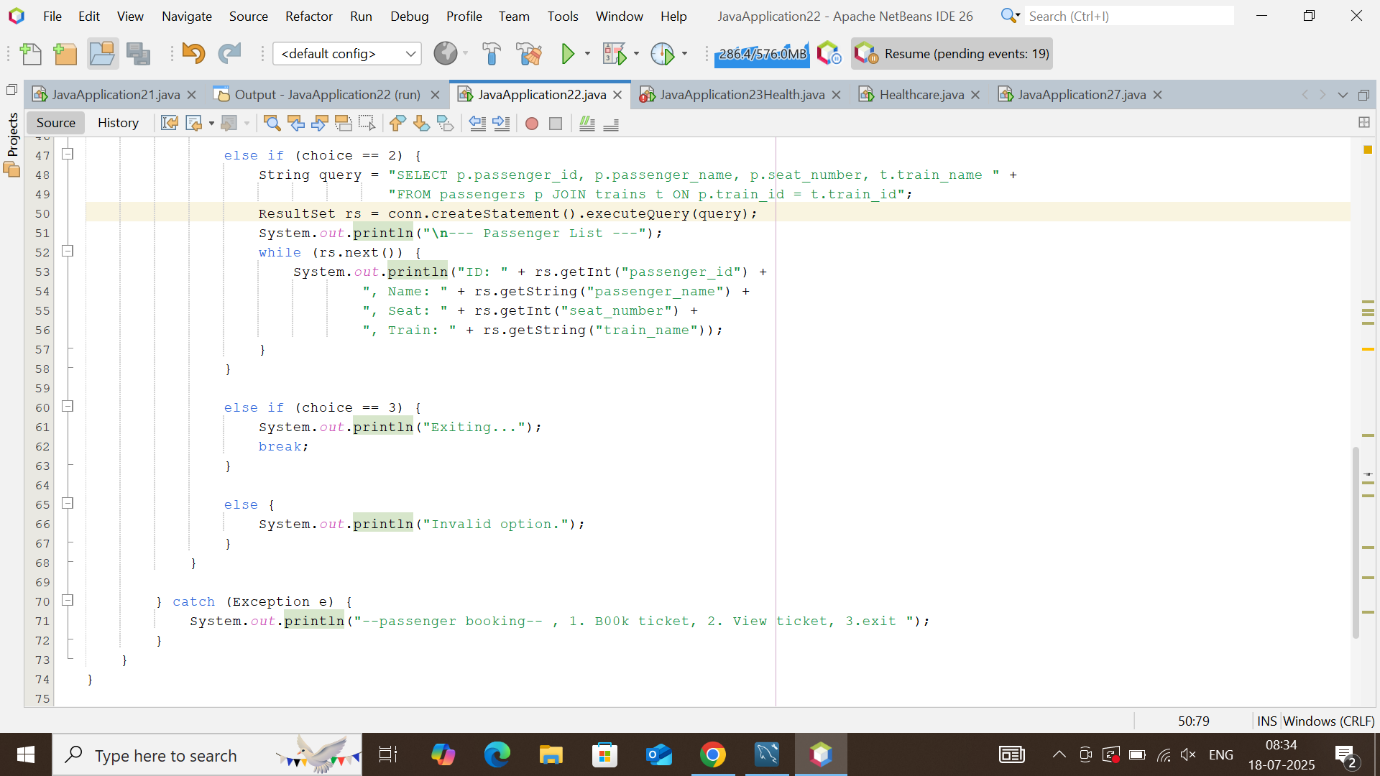 File Edit View Navigate Source Refactor Run Debug Profile Team Tools Window Help JavaApplication22 - Apache NetBeans IDE 26 Search (Ctrl+I)
<default config> 286.4/576.0MB Resume (pending events: 19)
JavaApplication21.java Output - JavaApplication22 (run) JavaApplication22.java JavaApplication23Health.java Healthcare.java JavaApplication27.java
Projects
Source History
46
47 else if (choice == 2) {
48 String query = "SELECT p.passenger_id, p.passenger_name, p.seat_number, t.train_name " +
49 "FROM passengers p JOIN trains t ON p.train_id = t.train_id";
50 ResultSet rs = conn.createStatement().executeQuery(query);
51 System.out.println("\n--- Passenger List ---");
52 while (rs.next()) {
53 System.out.println("ID: " + rs.getInt("passenger_id") +
54 ", Name: " + rs.getString("passenger_name") +
55 ", Seat: " + rs.getInt("seat_number") +
56 ", Train: " + rs.getString("train_name"));
57 }
58 }
59
60 else if (choice == 3) {
61 System.out.println("Exiting...");
62 break;
63 }
64
65 else {
66 System.out.println("Invalid option.");
67 }
68 }
69
70 } catch (Exception e) {
71 System.out.println("--passenger booking-- , 1. B00k ticket, 2. View ticket, 3.exit ");
72 }
73 }
74 }
75
50:79 INS Windows (CRLF)
Type here to search ENG 08:34
18-07-2025 2